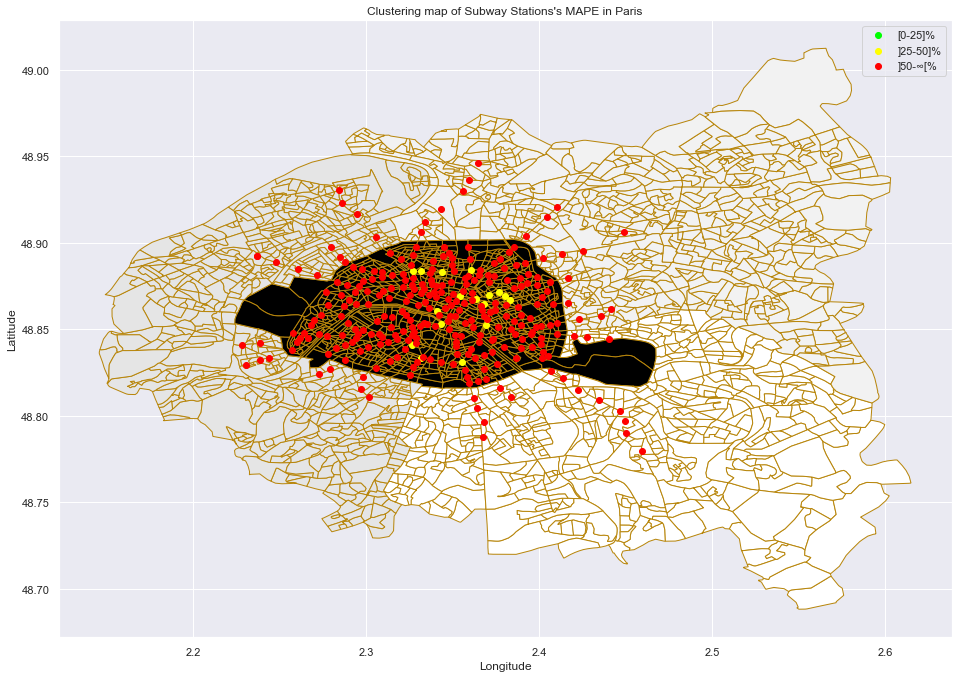 Clustering map of Subway Stations's MAPE in Paris
[0-25]%
]25-50]%
]50-∞[%
49.00
48.95
48.90
48.85
48.80
48.75
48.70
Latitude
2.2 2.3 2.4 2.5 2.6
Longitude